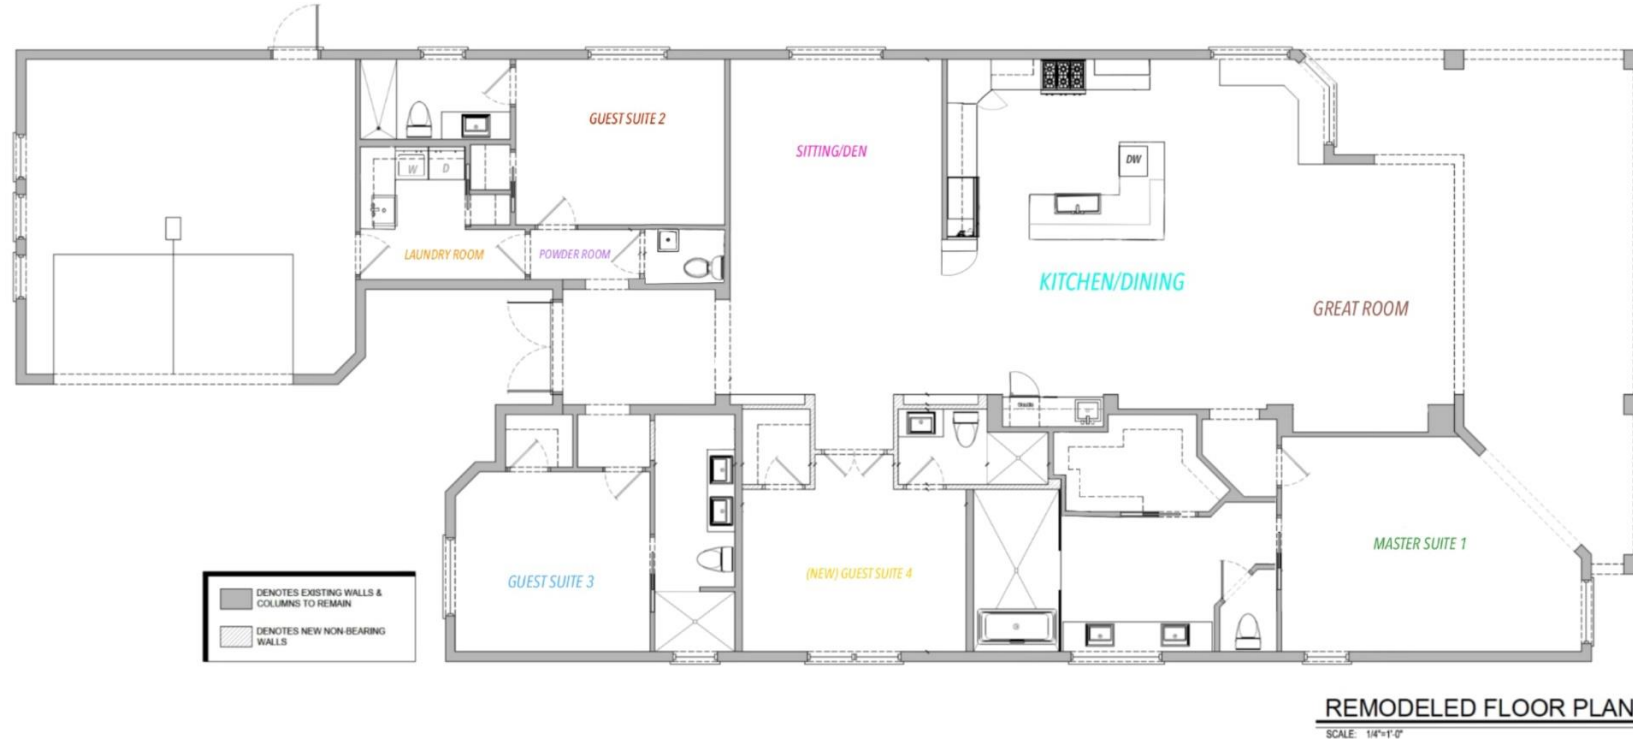 GUEST SUITE 2
SITTING/DEN
DW
W
D
LAUNDRY ROOM
POWDER ROOM
KITCHEN/DINING
GREAT ROOM
MASTER SUITE 1
(NEW) GUEST SUITE 4
GUEST SUITE 3
DENOTES EXISTING WALLS &
COLUMNS TO REMAIN
DENOTES NEW NON-BEARING
WALLS
REMODELED FLOOR PLAN
SCALE: 1/4"=1'-0"